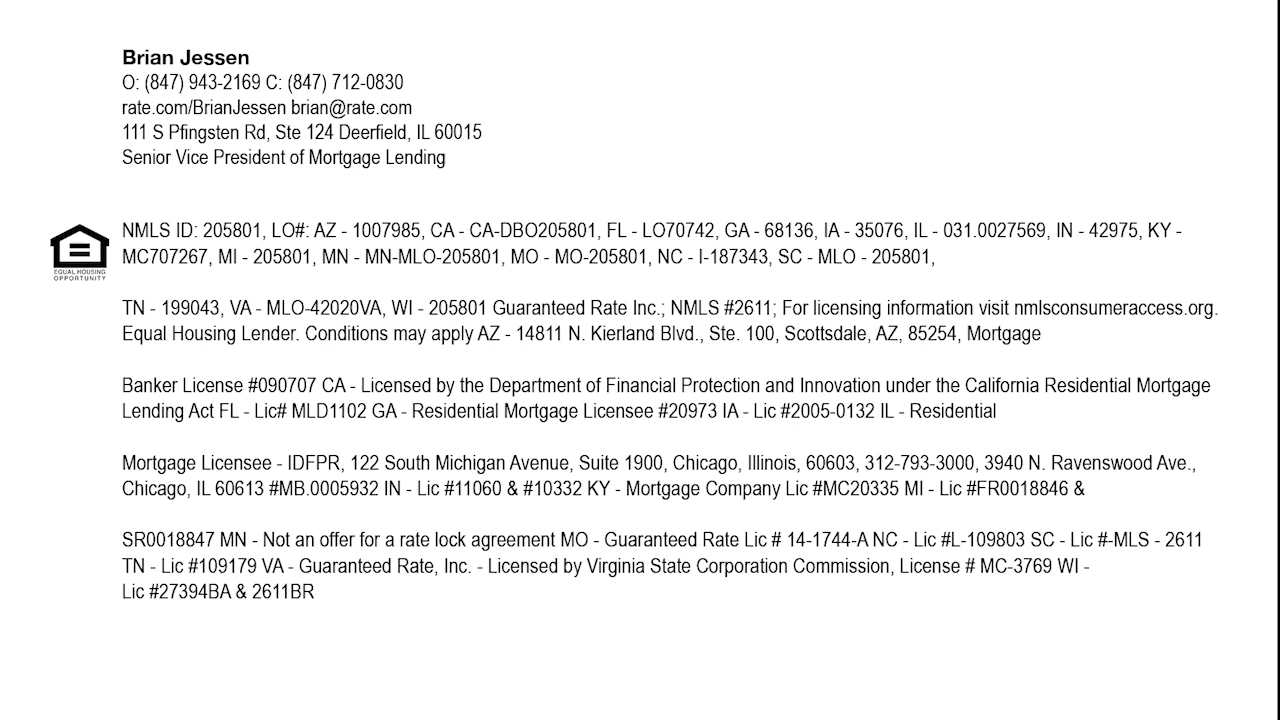 Brian Jessen
O: (847) 943-2169 C: (847) 712-0830
rate.com/BrianJessen brian@rate.com
111 S Pfingsten Rd, Ste 124 Deerfield, IL 60015
Senior Vice President of Mortgage Lending
NMLS ID: 205801, LO#: AZ - 1007985, CA - CA-DBO205801, FL - LO70742, GA - 68136, IA - 35076, IL - 031.0027569, IN - 42975, KY -
MC707267, MI - 205801, MN - MN-MLO-205801, MO - MO-205801, NC - I-187343, SC - MLO - 205801,
EQUAL HOUSING
OPPORTUNITY
TN - 199043, VA - MLO-42020VA, WI - 205801 Guaranteed Rate Inc.; NMLS #2611; For licensing information visit nmlsconsumeraccess.org.
Equal Housing Lender. Conditions may apply AZ - 14811 N. Kierland Blvd., Ste. 100, Scottsdale, AZ, 85254, Mortgage
Banker License #090707 CA - Licensed by the Department of Financial Protection and Innovation under the California Residential Mortgage
Lending Act FL - Lic# MLD1102 GA - Residential Mortgage Licensee #20973 IA - Lic #2005-0132 IL - Residential
Mortgage Licensee - IDFPR, 122 South Michigan Avenue, Suite 1900, Chicago, Illinois, 60603, 312-793-3000, 3940 N. Ravenswood Ave.,
Chicago, IL 60613 #MB.0005932 IN - Lic #11060 & #10332 KY - Mortgage Company Lic #MC20335 MI - Lic #FR0018846 &
SR0018847 MN - Not an offer for a rate lock agreement MO - Guaranteed Rate Lic # 14-1744-A NC - Lic #L-109803 SC - Lic #-MLS - 2611
TN - Lic #109179 VA - Guaranteed Rate, Inc. - Licensed by Virginia State Corporation Commission, License # MC-3769 WI -
Lic #27394BA & 2611BR